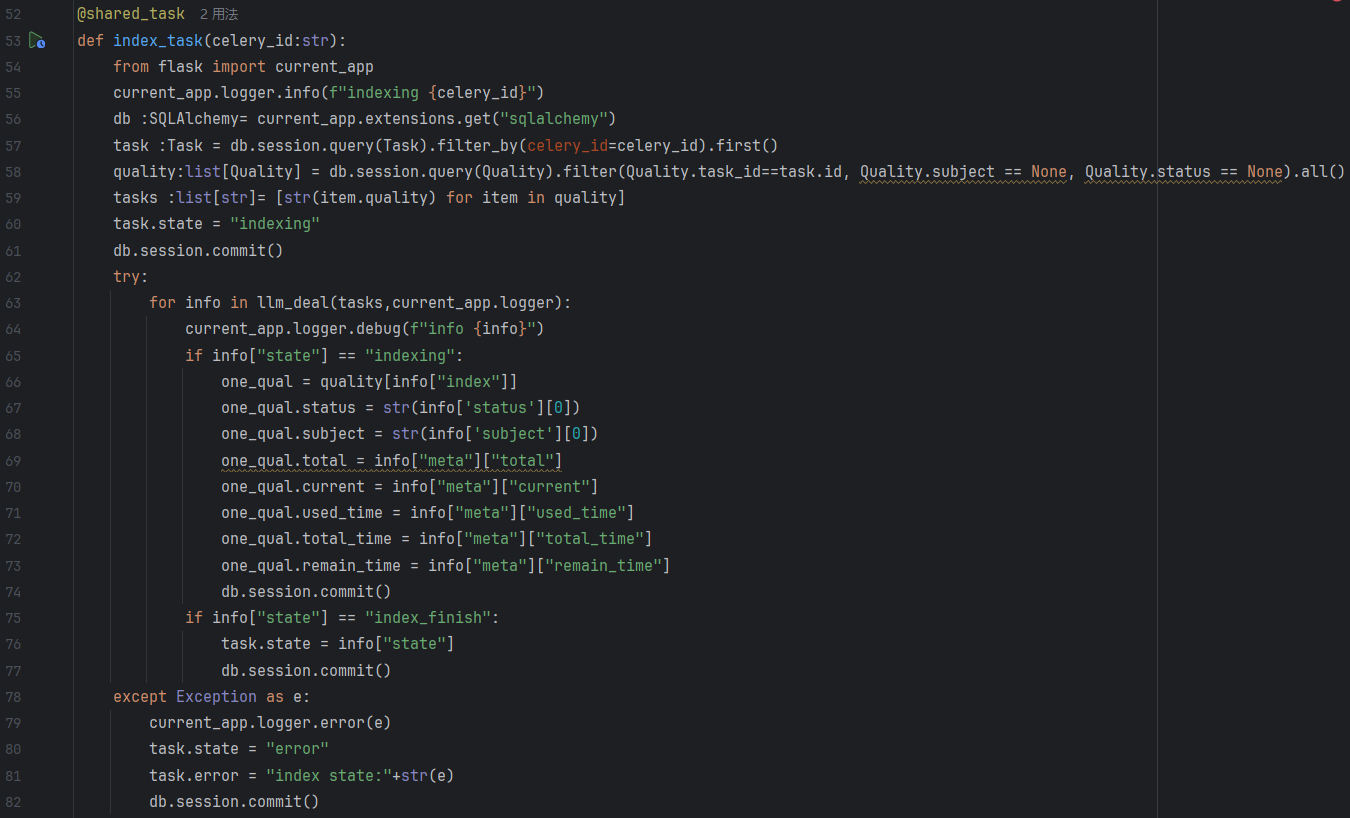 52 @shared_task 2 用法
53 def index_task(celery_id:str):
54 from flask import current_app
55 current_app.logger.info(f"indexing {celery_id}")
56 db :SQLAlchemy= current_app.extensions.get("sqlalchemy")
57 task :Task = db.session.query(Task).filter_by(celery_id=celery_id).first()
58 quality:list[Quality] = db.session.query(Quality).filter(Quality.task_id==task.id, Quality.subject == None, Quality.status == None).all()
59 tasks :list[str]= [str(item.quality) for item in quality]
60 task.state = "indexing"
61 db.session.commit()
62 try:
63 for info in llm_deal(tasks,current_app.logger):
64 current_app.logger.debug(f"info {info}")
65 if info["state"] == "indexing":
66 one_qual = quality[info["index"]]
67 one_qual.status = str(info['status'][0])
68 one_qual.subject = str(info['subject'][0])
69 one_qual.total = info["meta"]["total"]
70 one_qual.current = info["meta"]["current"]
71 one_qual.used_time = info["meta"]["used_time"]
72 one_qual.total_time = info["meta"]["total_time"]
73 one_qual.remain_time = info["meta"]["remain_time"]
74 db.session.commit()
75 if info["state"] == "index_finish":
76 task.state = info["state"]
77 db.session.commit()
78 except Exception as e:
79 current_app.logger.error(e)
80 task.state = "error"
81 task.error = "index state:"+str(e)
82 db.session.commit()